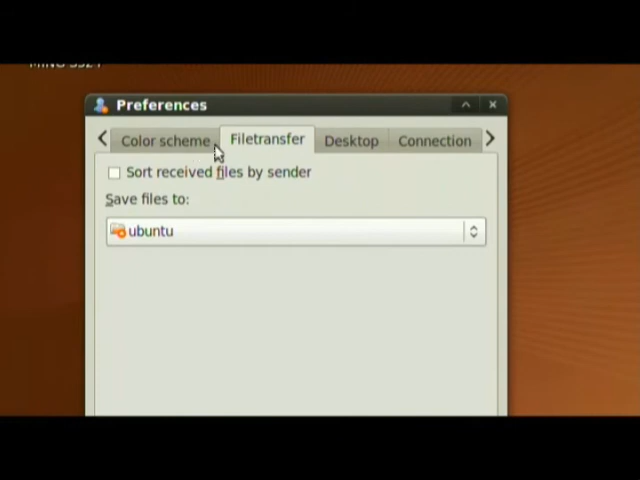 Preferences
Color scheme Filetransfer Desktop Connection
Sort received files by sender
Save files to:
ubuntu